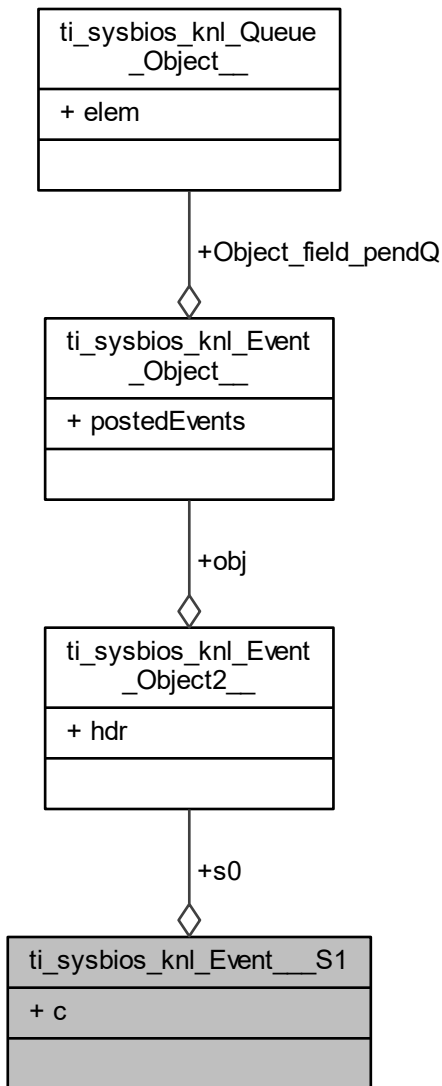 ti_sysbios_knl_Queue
_Object__
+ elem
+Object_field_pendQ
ti_sysbios_knl_Event
_Object__
+ postedEvents
+obj
ti_sysbios_knl_Event
_Object2__
+ hdr
+s0
ti_sysbios_knl_Event___S1
+ c